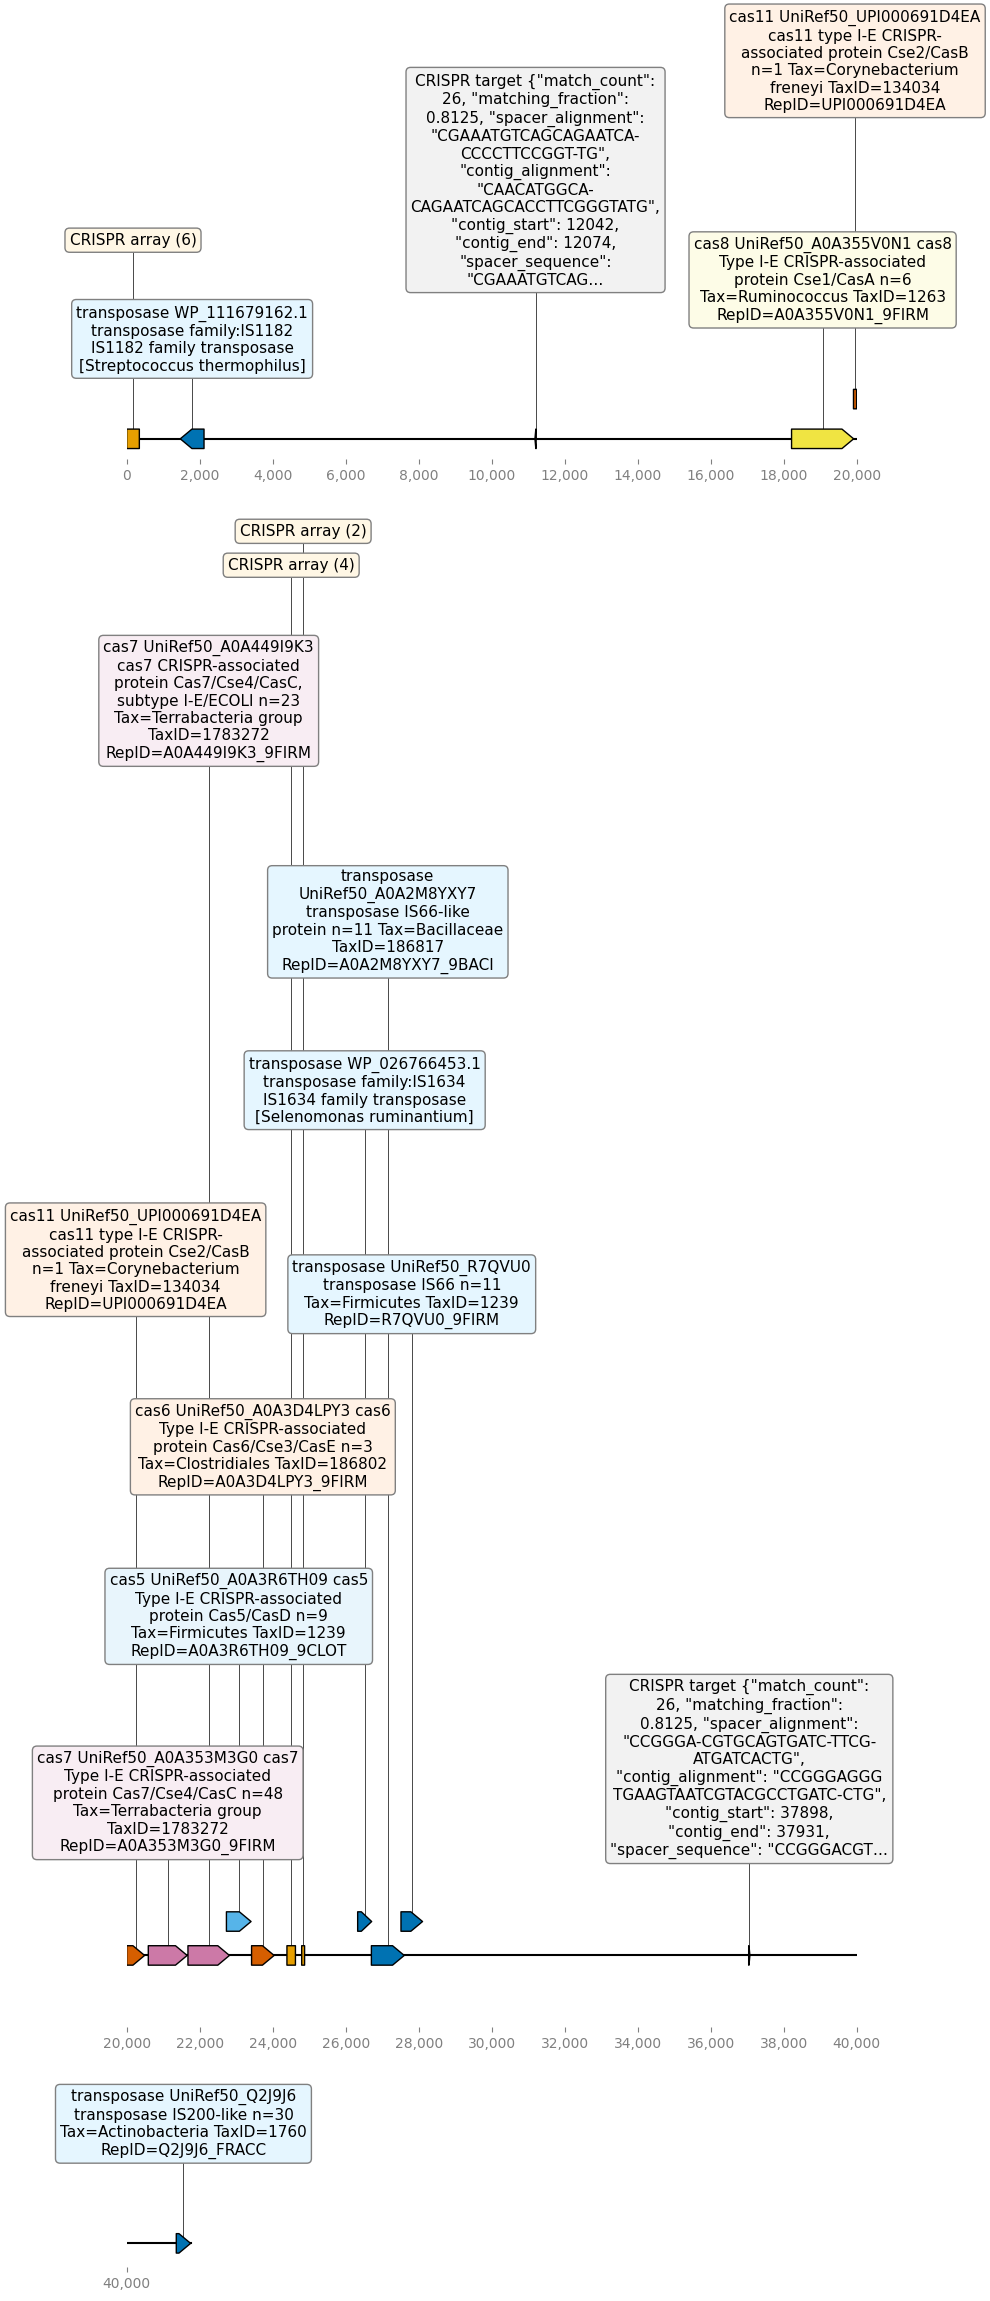 cas11 UniRef50_UPI000691D4EA
cas11 type I-E CRISPR-
associated protein Cse2/CasB
n=1 Tax=Corynebacterium
freneyi TaxID=134034
RepID=UPI000691D4EA
CRISPR target {"match_count":
26, "matching_fraction":
0.8125, "spacer_alignment":
"CGAAATGTCAGCAGAATCA-
CCCCTTCCGGT-TG",
"contig_alignment":
"CAACATGGCA-
CAGAATCAGCACCTTCGGGTATG",
"contig_start": 12042,
"contig_end": 12074,
"spacer_sequence":
"CGAAATGTCAG...
CRISPR array (6)
cas8 UniRef50_A0A355V0N1 cas8
Type I-E CRISPR-associated
protein Cse1/CasA n=6
Tax=Ruminococcus TaxID=1263
RepID=A0A355V0N1_9FIRM
transposase WP_111679162.1
transposase family:IS1182
IS1182 family transposase
[Streptococcus thermophilus]
0 2,000 4,000 6,000 8,000 10,000 12,000 14,000 16,000 18,000 20,000
CRISPR array (2)
CRISPR array (4)
cas7 UniRef50_A0A449I9K3
cas7 CRISPR-associated
protein Cas7/Cse4/CasC,
subtype I-E/ECOLI n=23
Tax=Terrabacteria group
TaxID=1783272
RepID=A0A449I9K3_9FIRM
transposase
UniRef50_A0A2M8YXY7
transposase IS66-like
protein n=11 Tax=Bacillaceae
TaxID=186817
RepID=A0A2M8YXY7_9BACI
transposase WP_026766453.1
transposase family:IS1634
IS1634 family transposase
[Selenomonas ruminantium]
cas11 UniRef50_UPI000691D4EA
cas11 type I-E CRISPR-
associated protein Cse2/CasB
n=1 Tax=Corynebacterium
freneyi TaxID=134034
RepID=UPI000691D4EA
transposase UniRef50_R7QVU0
transposase IS66 n=11
Tax=Firmicutes TaxID=1239
RepID=R7QVU0_9FIRM
cas6 UniRef50_A0A3D4LPY3 cas6
Type I-E CRISPR-associated
protein Cas6/Cse3/CasE n=3
Tax=Clostridiales TaxID=186802
RepID=A0A3D4LPY3_9FIRM
cas5 UniRef50_A0A3R6TH09 cas5
Type I-E CRISPR-associated
protein Cas5/CasD n=9
Tax=Firmicutes TaxID=1239
RepID=A0A3R6TH09_9CLOT
CRISPR target {"match_count":
26, "matching_fraction":
0.8125, "spacer_alignment":
"CCGGGA-CGTGCAGTGATC-TTCG-
ATGATCACTG",
"contig_alignment": "CCGGGAGGG
TGAAGTAATCGTACGCCTGATC-CTG",
"contig_start": 37898,
"contig_end": 37931,
"spacer_sequence": "CCGGGACGT...
cas7 UniRef50_A0A353M3G0 cas7
Type I-E CRISPR-associated
protein Cas7/Cse4/CasC n=48
Tax=Terrabacteria group
TaxID=1783272
RepID=A0A353M3G0_9FIRM
20,000 22,000 24,000 26,000 28,000 30,000 32,000 34,000 36,000 38,000 40,000
transposase UniRef50_Q2J9J6
transposase IS200-like n=30
Tax=Actinobacteria TaxID=1760
RepID=Q2J9J6_FRACC
40,000